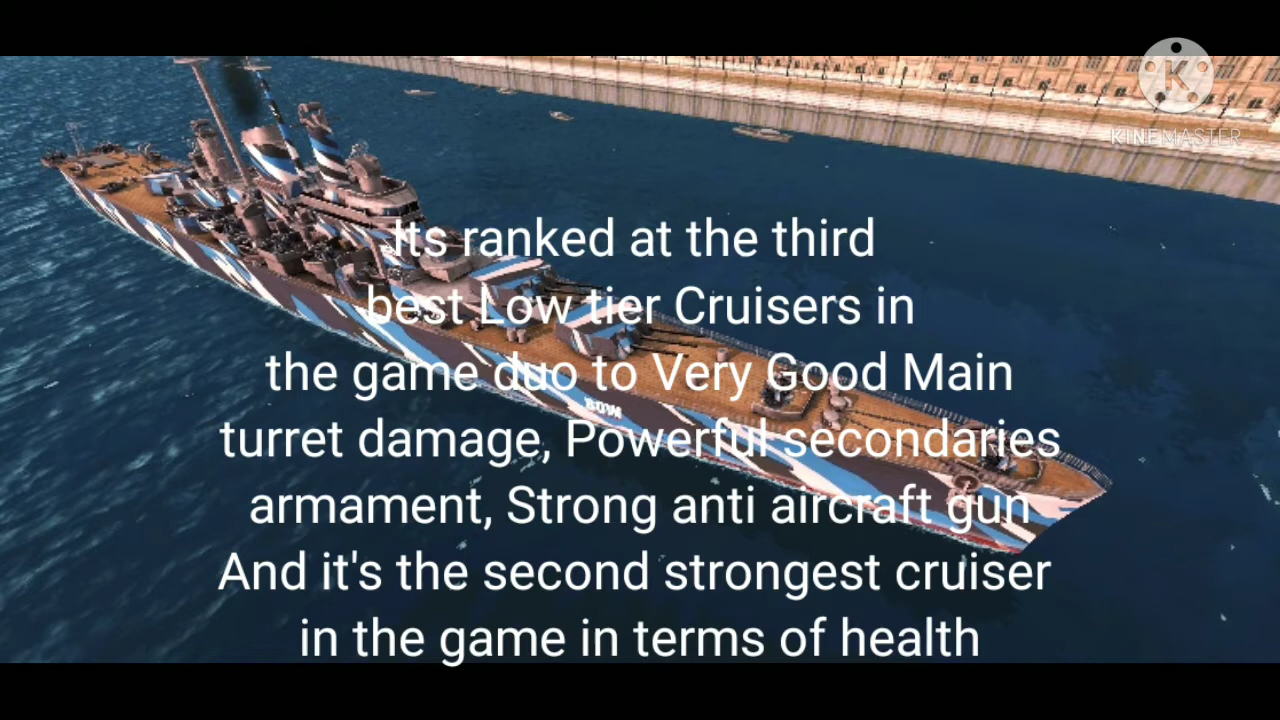 KINEMASTER
Its ranked at the third
best Low tier Cruisers in
the game duo to Very Good Main
turret damage, Powerful secondaries
armament, Strong anti aircraft gun
And it's the second strongest cruiser
in the game in terms of health